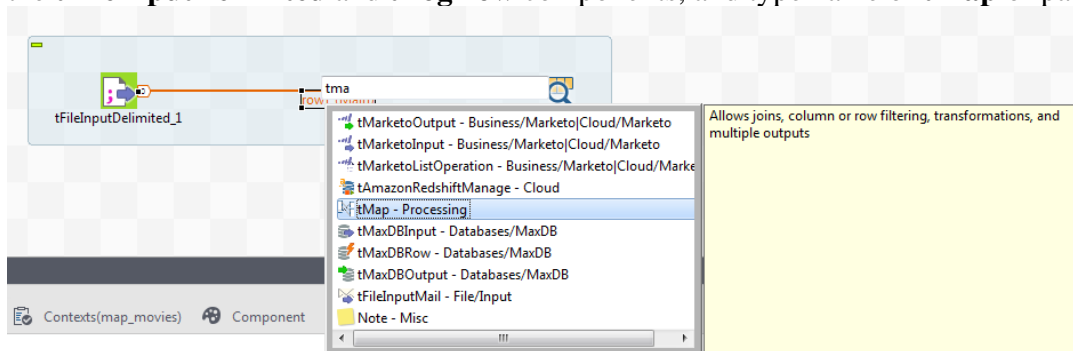 tma
row1 (Main)
tFileInputDelimited_1
tMarketoOutput - Business/Marketo|Cloud/Marketo
tMarketoInput - Business/Marketo|Cloud/Marketo
tMarketoListOperation - Business/Marketo|Cloud/Marke
tAmazonRedshiftManage - Cloud
tMap - Processing
tMaxDBInput - Databases/MaxDB
tMaxDBRow - Databases/MaxDB
tMaxDBOutput - Databases/MaxDB
tFileInputMail - File/Input
Note - Misc
Allows joins, column or row filtering, transformations, and
multiple outputs
Contexts(map_movies) Component